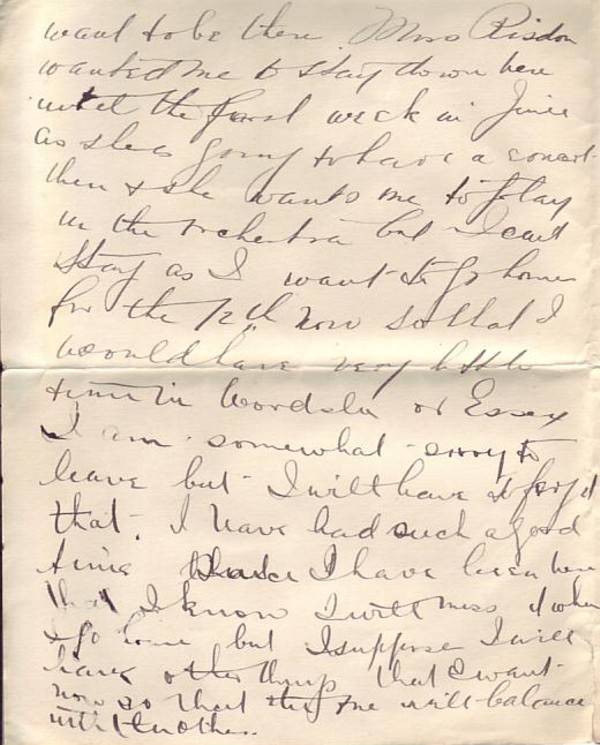 want to be there. Miss Risdon
wanted me to stay down here
until the first week in June
as she is going to have a concert
then & she wants me to play
in the orchestra but I can't
stay as I want to go home
for the 12th now so that I
would have very little
time in or Essex
I am somewhat sorry to
leave but I will have to forget
that. I have had such a good
time I have been here
that I know I will miss it when
I go home but I suppose I will
have other things that I want
now so that the one will balance
with the other.